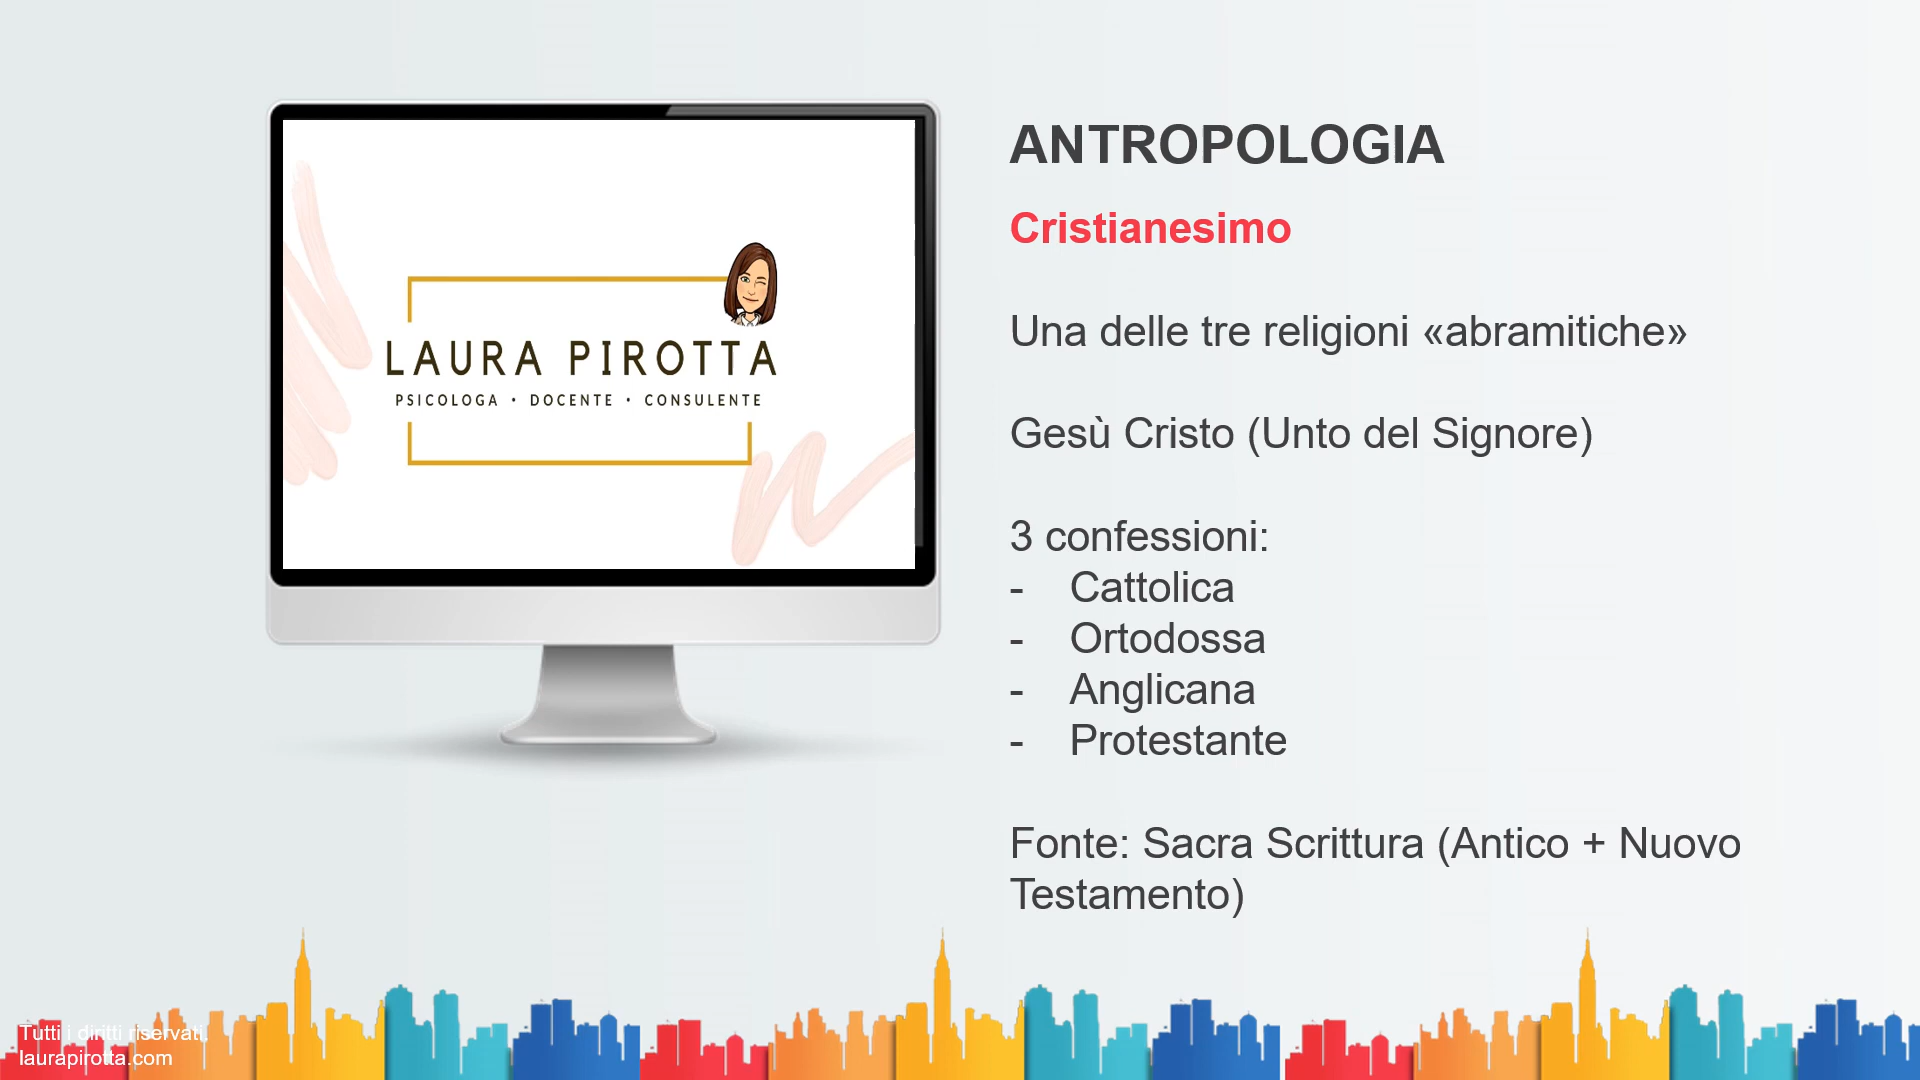 LAURA PIROTTA
PSICOLOGA • DOCENTE • CONSULENTE
ANTROPOLOGIA
Cristianesimo
Una delle tre religioni «abramitiche»
Gesù Cristo (Unto del Signore)
3 confessioni:
- Cattolica
- Ortodossa
- Anglicana
- Protestante
Fonte: Sacra Scrittura (Antico + Nuovo
Testamento)
Tutti i diritti riservati.
laurapirotta.com